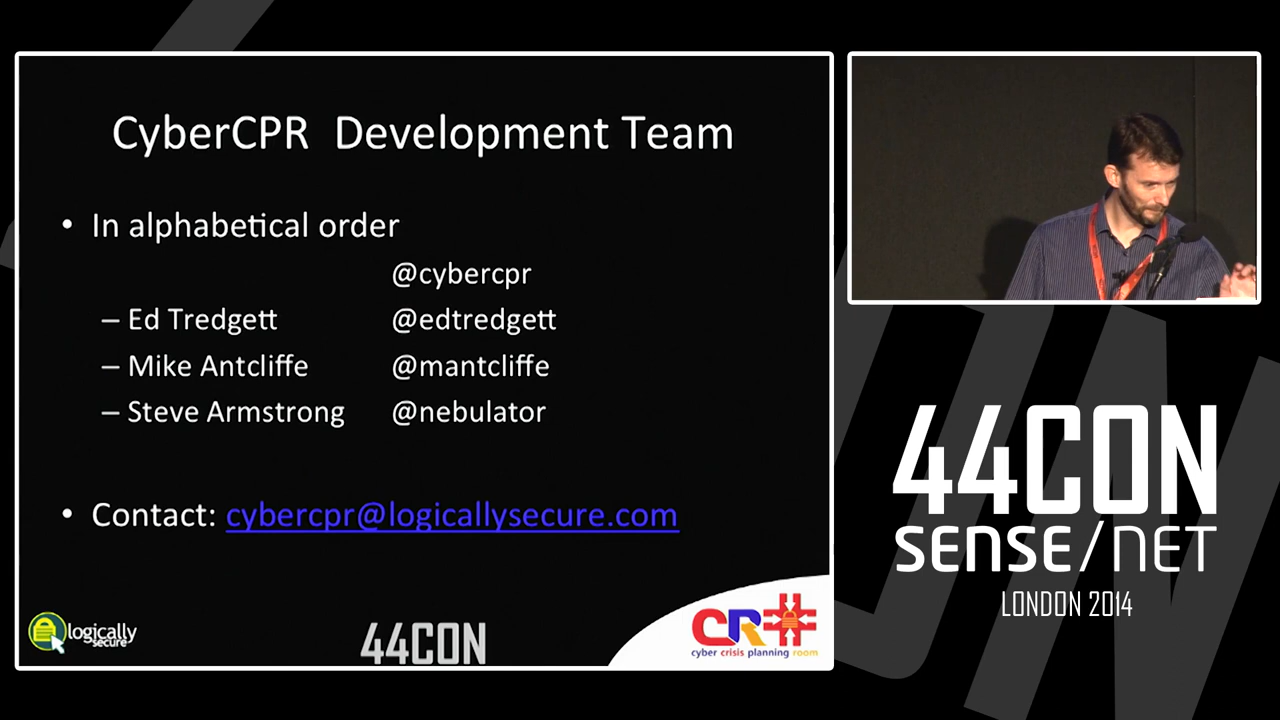 CyberCPR Development Team
• In alphabetical order
@cybercpr
– Ed Tredgett @edtredgett
– Mike Antcliffe @mantcliffe
– Steve Armstrong @nebulator
• Contact: cybercpr@logicallysecure.com
logically
secure
44CON
CR
cyber crisis planning room
44CON
SENSE/NET
LONDON 2014